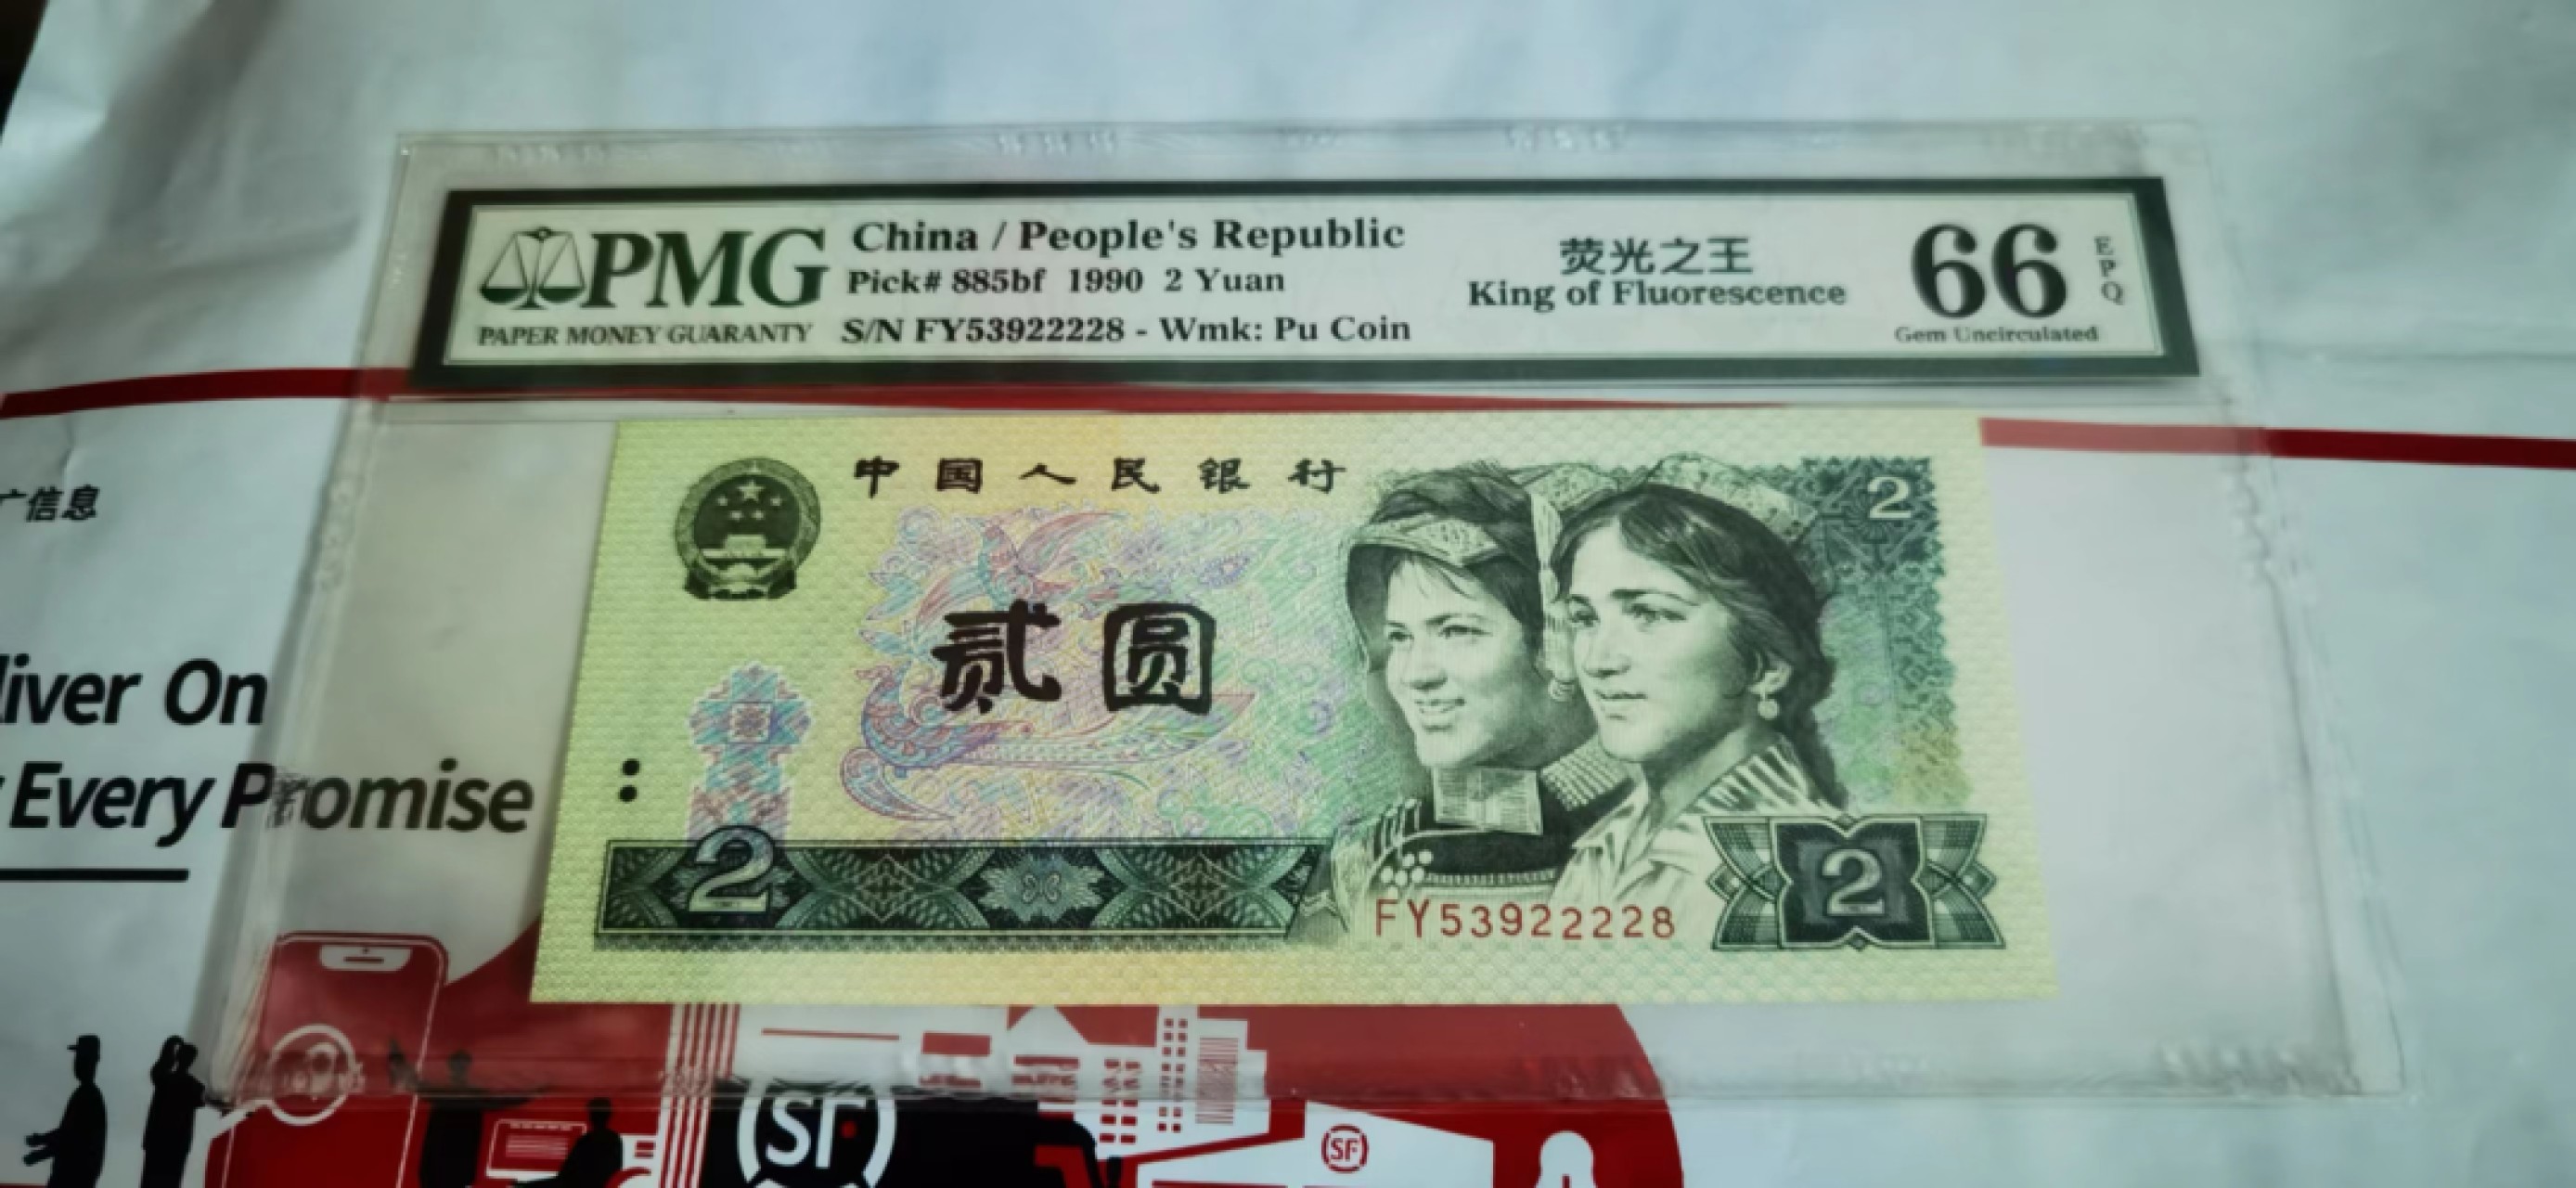 PMG
PAPER MONEY GUARANTY
China / People's Republic
Pick# 885bf 1990 2 Yuan
S/N FY53922228 - Wmk: Pu Coin
荧光之王
King of Fluorescence
66
EPQ
Gem Uncirculated
中国人民银行
2
贰圆
2
FY53922228
2
广信息
liver On
Every Promise
SF
SF